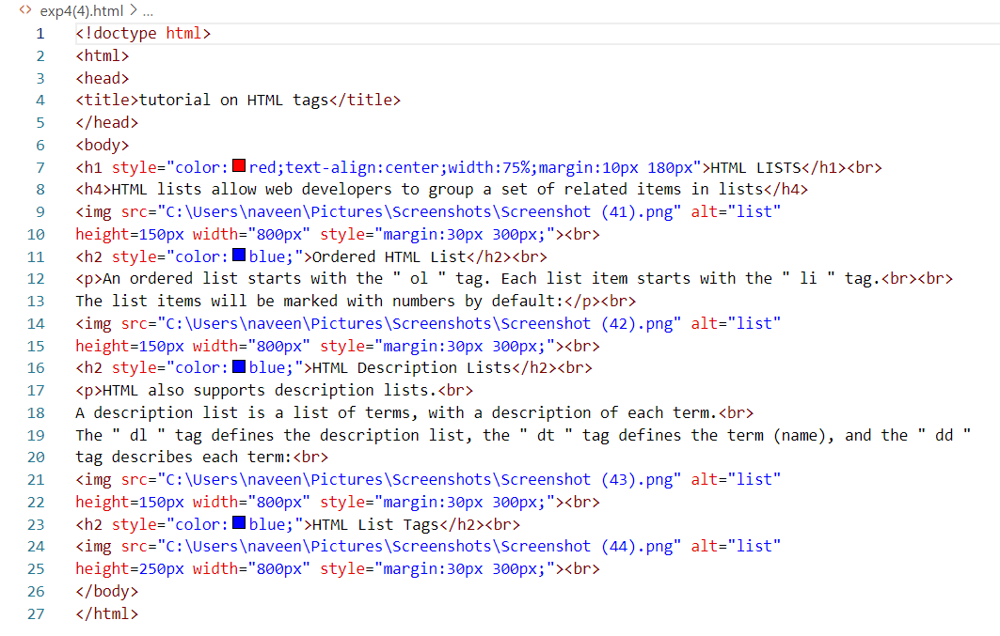 <> exp4(4).html > ...
1 <!doctype html>
2 <html>
3 <head>
4 <title>tutorial on HTML tags</title>
5 </head>
6 <body>
7 <h1 style="color:red;text-align:center;width:75%;margin:10px 180px">HTML LISTS</h1><br>
8 <h4>HTML lists allow web developers to group a set of related items in lists</h4>
9 <img src="C:\Users\naveen\Pictures\Screenshots\Screenshot (41).png" alt="list"
10 height=150px width="800px" style="margin:30px 300px;"><br>
11 <h2 style="color:blue;">Ordered HTML List</h2><br>
12 <p>An ordered list starts with the " ol " tag. Each list item starts with the " li " tag.<br><br>
13 The list items will be marked with numbers by default:</p><br>
14 <img src="C:\Users\naveen\Pictures\Screenshots\Screenshot (42).png" alt="list"
15 height=150px width="800px" style="margin:30px 300px;"><br>
16 <h2 style="color:blue;">HTML Description Lists</h2><br>
17 <p>HTML also supports description lists.<br>
18 A description list is a list of terms, with a description of each term.<br>
19 The " dl " tag defines the description list, the " dt " tag defines the term (name), and the " dd "
20 tag describes each term:<br>
21 <img src="C:\Users\naveen\Pictures\Screenshots\Screenshot (43).png" alt="list"
22 height=150px width="800px" style="margin:30px 300px;"><br>
23 <h2 style="color:blue;">HTML List Tags</h2><br>
24 <img src="C:\Users\naveen\Pictures\Screenshots\Screenshot (44).png" alt="list"
25 height=250px width="800px" style="margin:30px 300px;"><br>
26 </body>
27 </html>